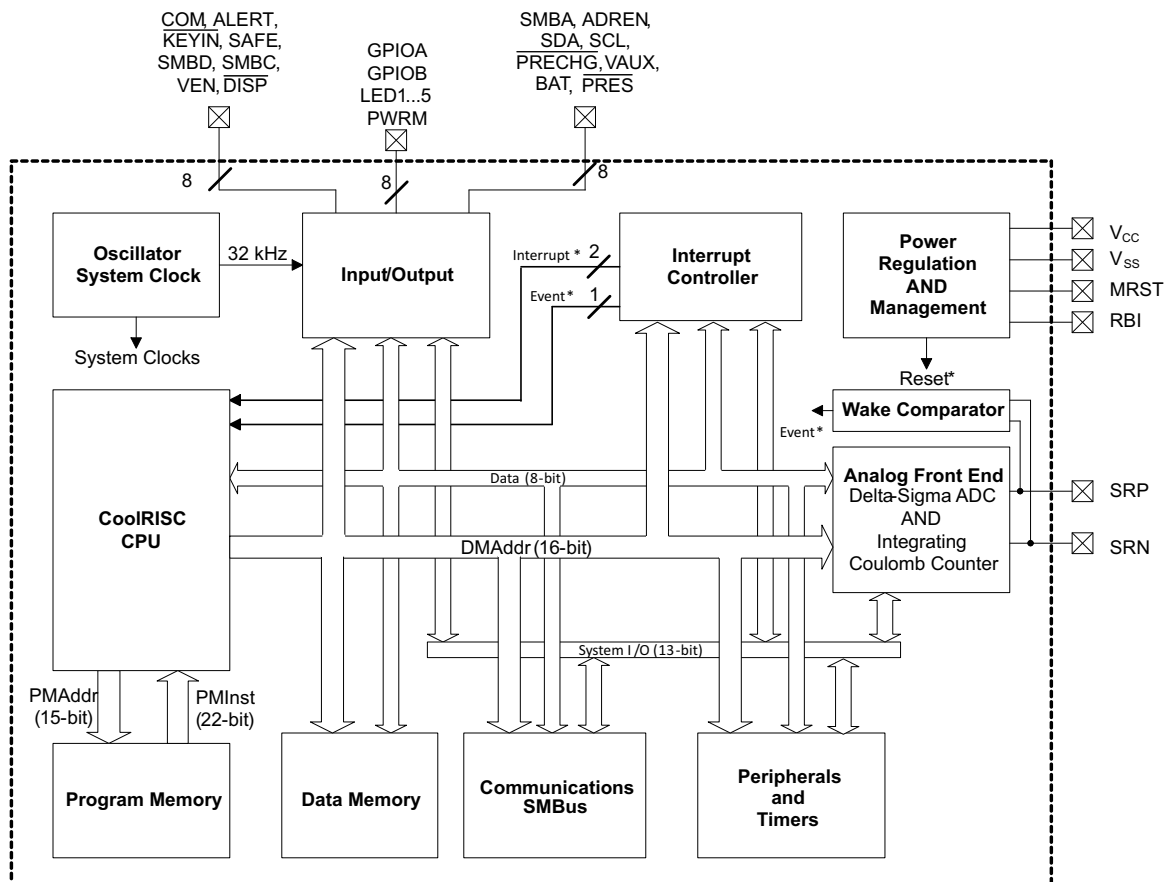 COM, ALERT,
KEYIN, SAFE,
SMBD, SMBC,
VEN, DISP
GPIOA
GPIOB
LED1...5
PWRM
SMBA, ADREN,
SDA, SCL,
PRECHG, VAUX,
BAT, PRES
8
8
8
Oscillator
System Clock
32 kHz
System Clocks
Input/Output
Interrupt *
2
Event*
1
Interrupt
Controller
Power
Regulation
AND
Management
VCC
VSS
MRST
RBI
Reset*
Wake Comparator
Event*
Analog Front End
Delta-Sigma ADC
AND
Integrating
Coulomb Counter
SRP
SRN
CoolRISC
CPU
Data (8-bit)
DMAddr (16-bit)
System I/O (13-bit)
PMAddr
(15-bit)
PMInst
(22-bit)
Program Memory
Data Memory
Communications
SMBus
Peripherals
and
Timers